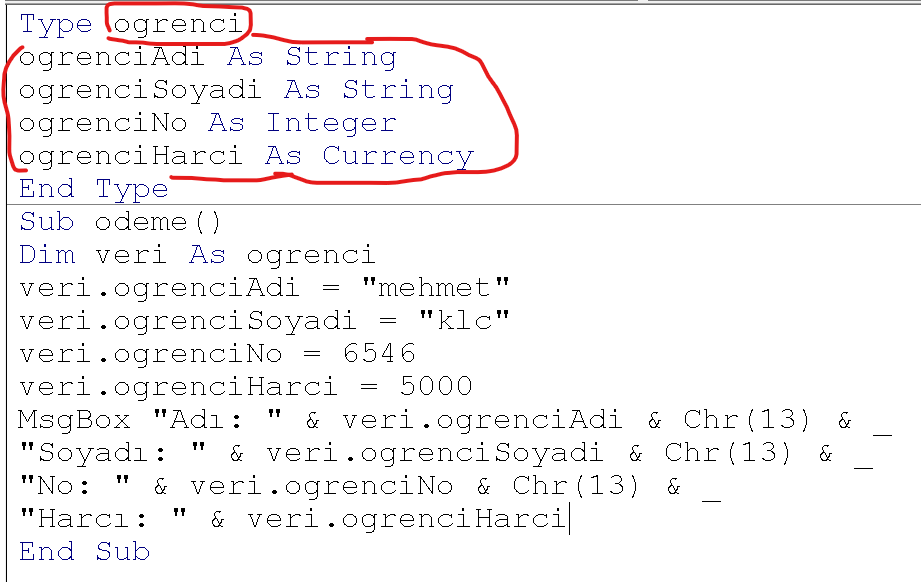 Type ogrenci
ogrenciAdi As String
ogrenciSoyadi As String
ogrenciNo As Integer
ogrenciHarci As Currency
End Type
Sub odeme()
Dim veri As ogrenci
veri.ogrenciAdi = "mehmet"
veri.ogrenciSoyadi = "klc"
veri.ogrenciNo = 6546
veri.ogrenciHarci = 5000
MsgBox "Adı: " & veri.ogrenciAdi & Chr(13) & _
"Soyadı: " & veri.ogrenciSoyadi & Chr(13) & _
"No: " & veri.ogrenciNo & Chr(13) & _
"Harcı: " & veri.ogrenciHarci
End Sub